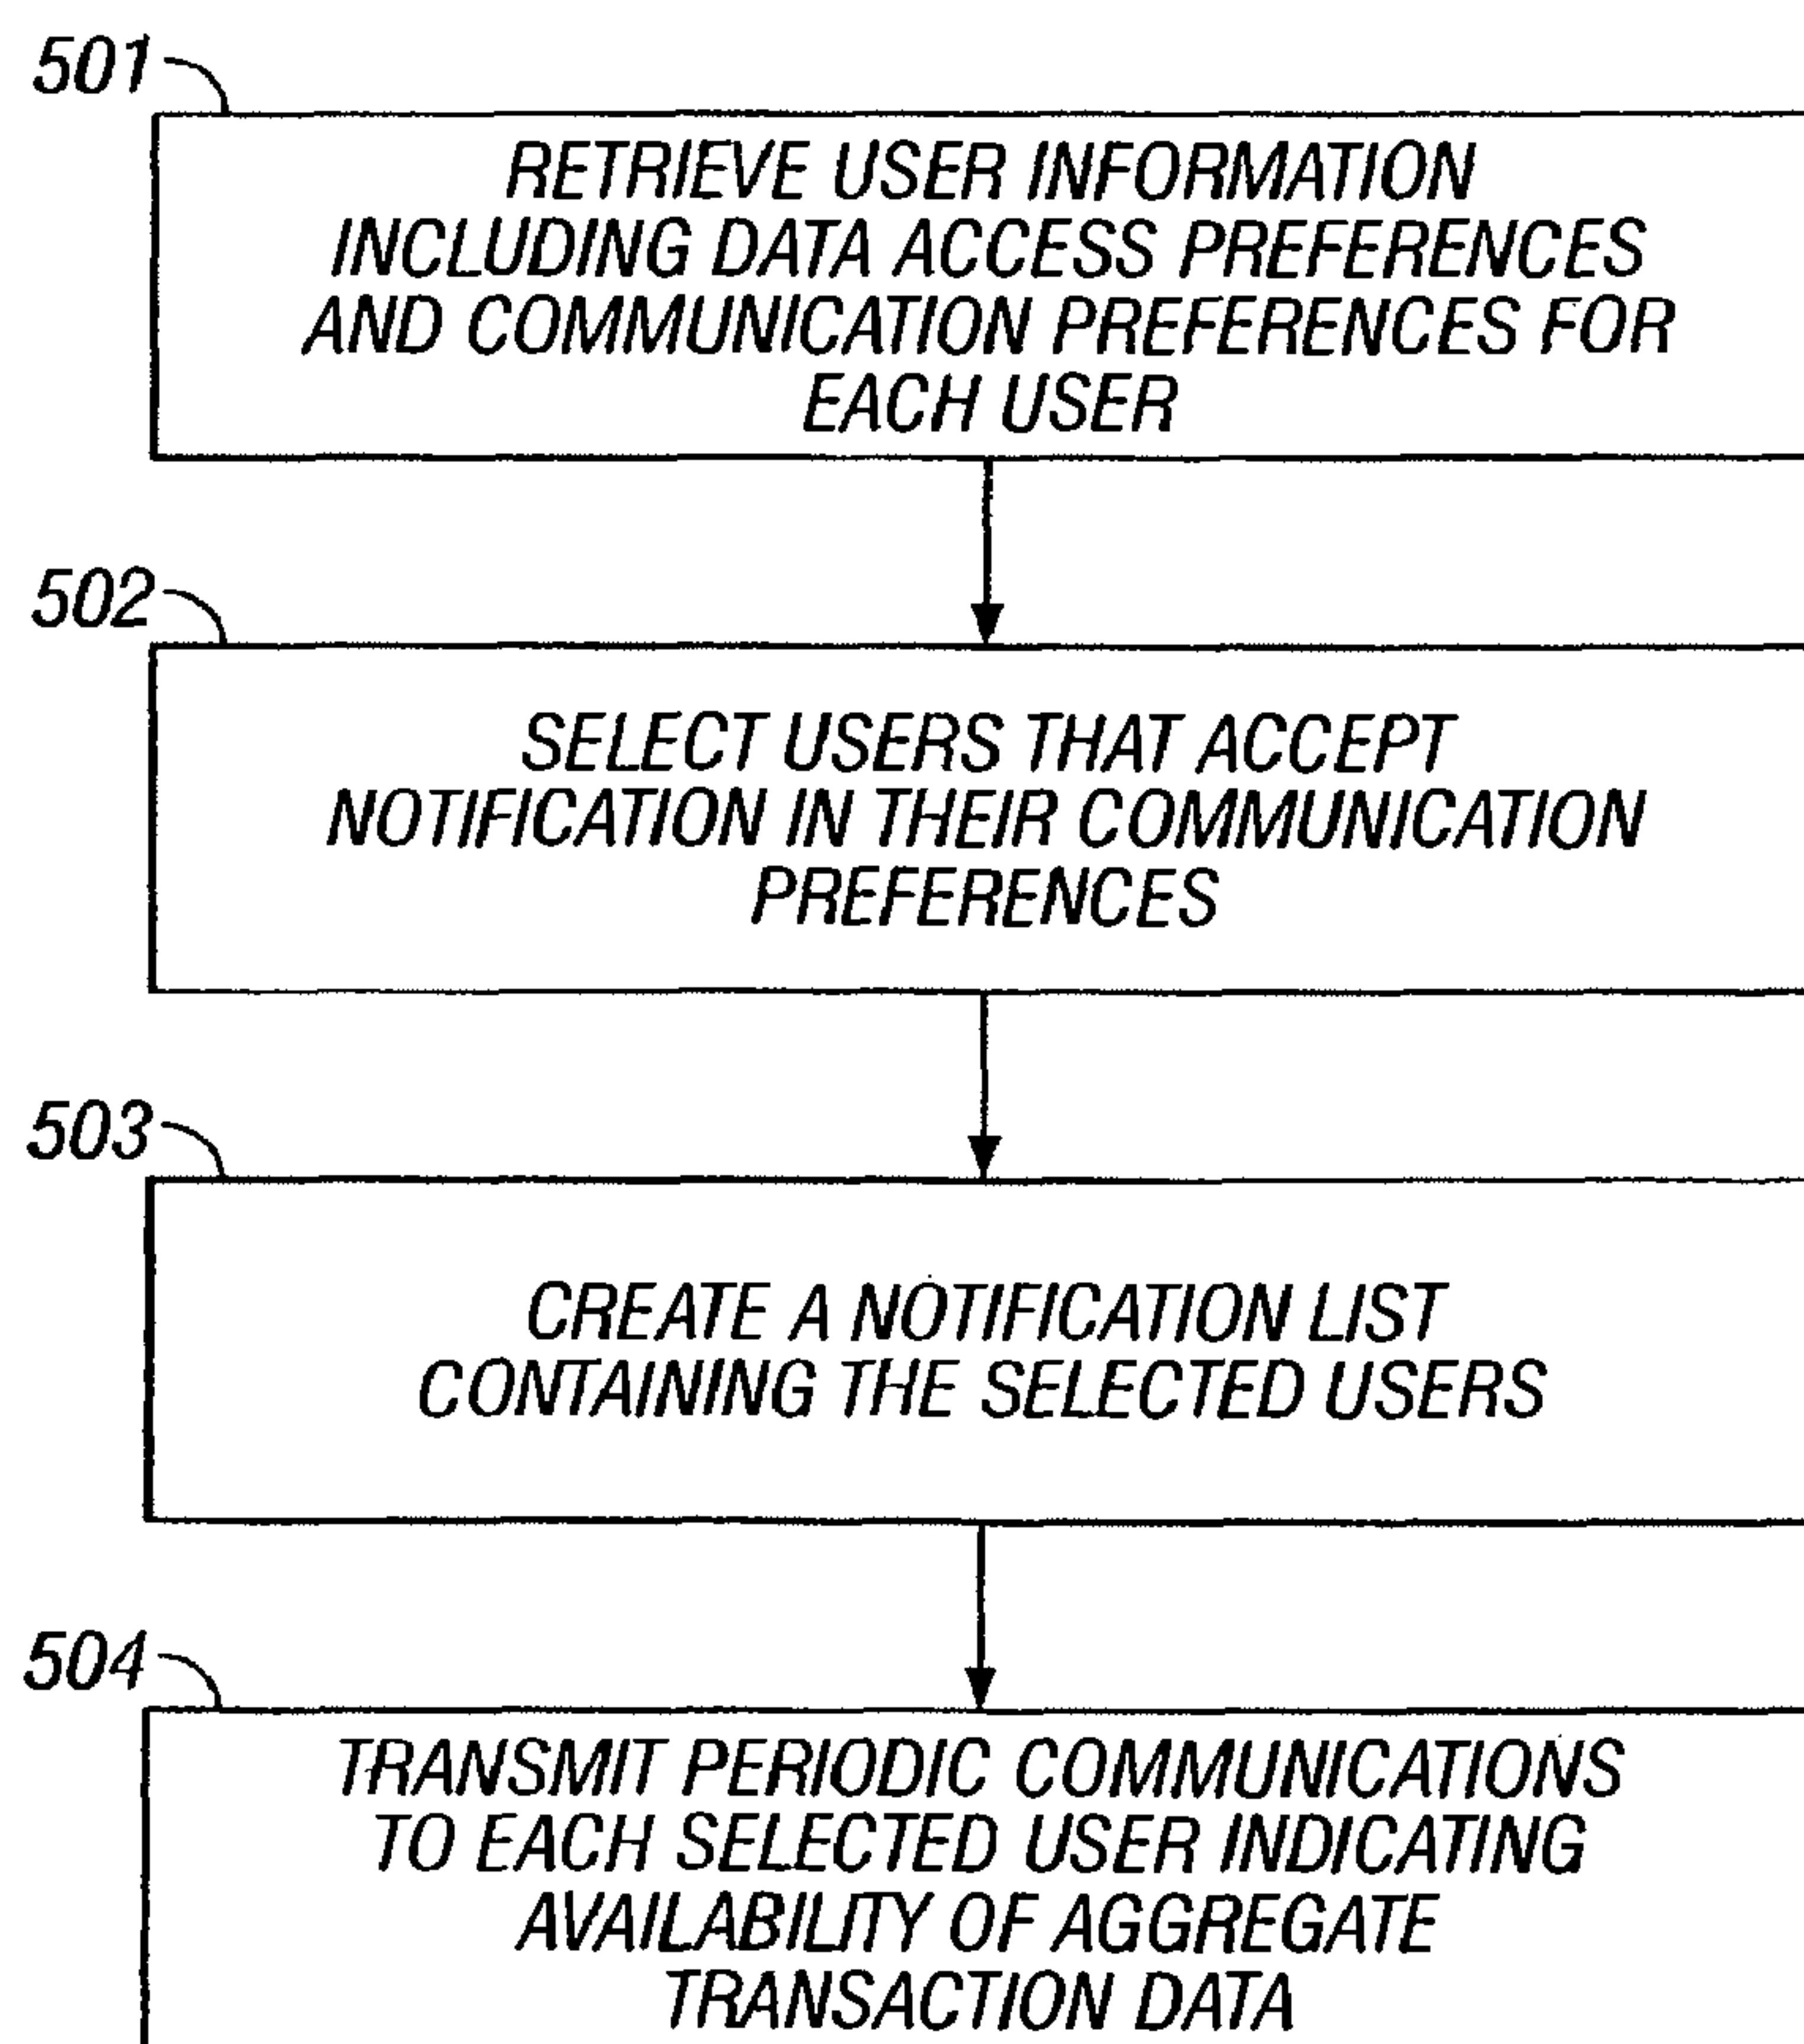 501
RETRIEVE USER INFORMATION
INCLUDING DATA ACCESS PREFERENCES
AND COMMUNICATION PREFERENCES FOR
EACH USER
502
SELECT USERS THAT ACCEPT
NOTIFICATION IN THEIR COMMUNICATION
PREFERENCES
503
CREATE A NOTIFICATION LIST
CONTAINING THE SELECTED USERS
504
TRANSMIT PERIODIC COMMUNICATIONS
TO EACH SELECTED USER INDICATING
AVAILABILITY OF AGGREGATE
TRANSACTION DATA